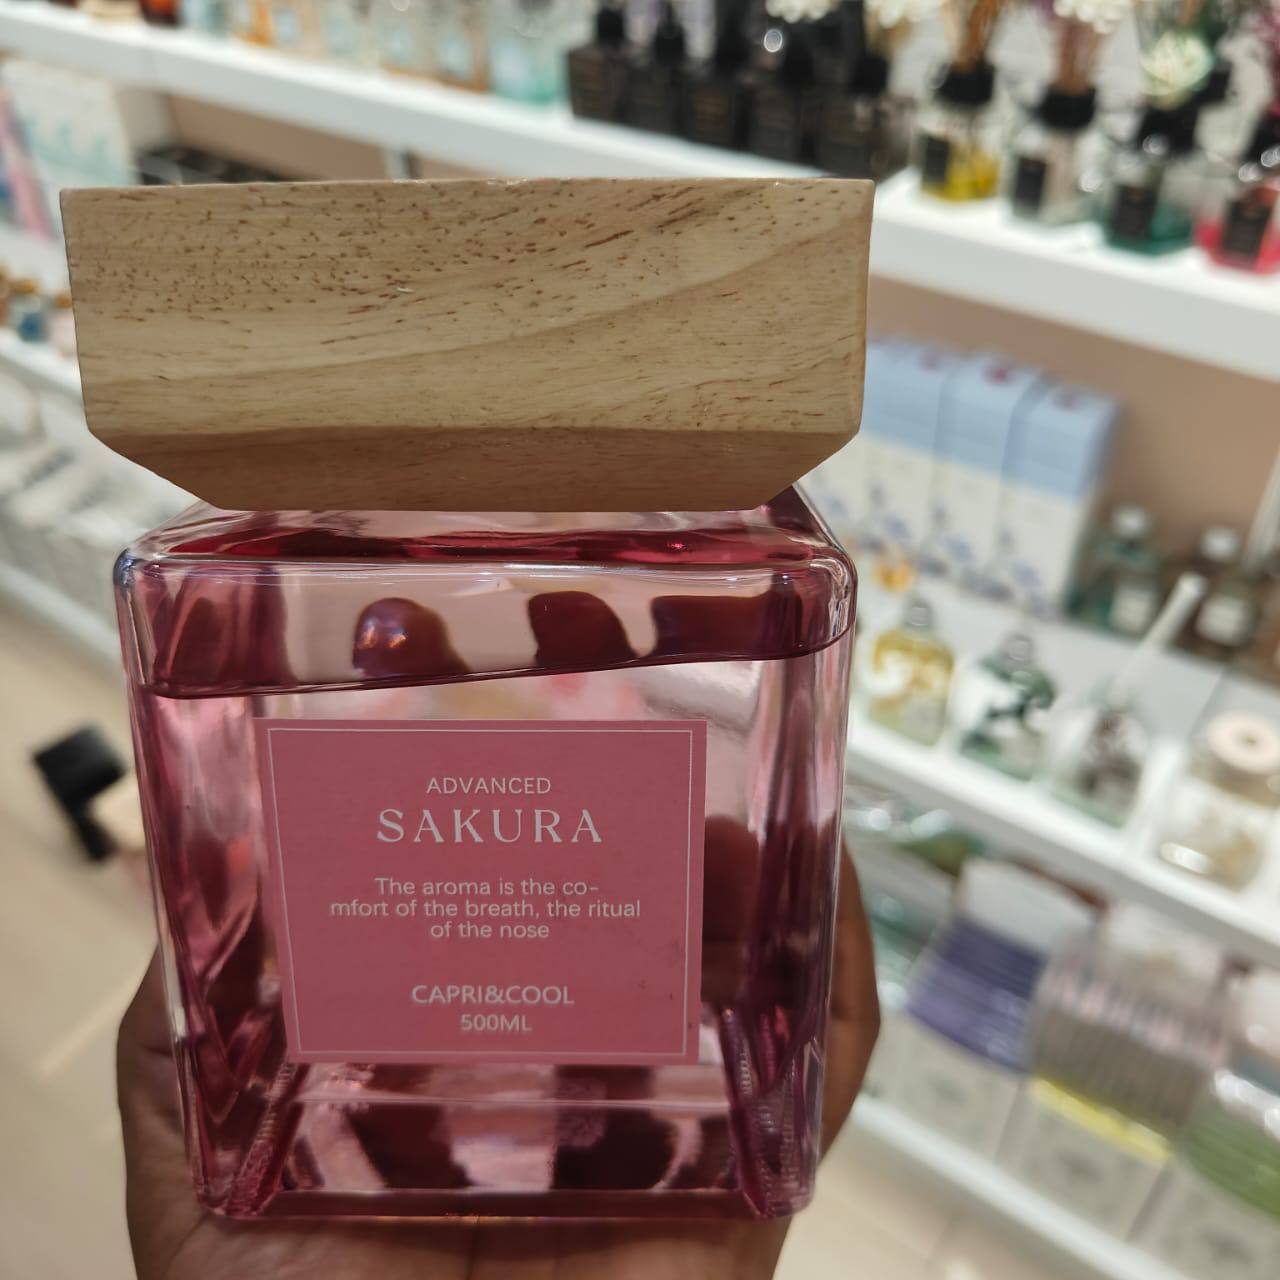 ADVANCED
SAKURA
The aroma is the co-
mfort of the breath, the ritual
of the nose
CAPRI&COOL
500ML